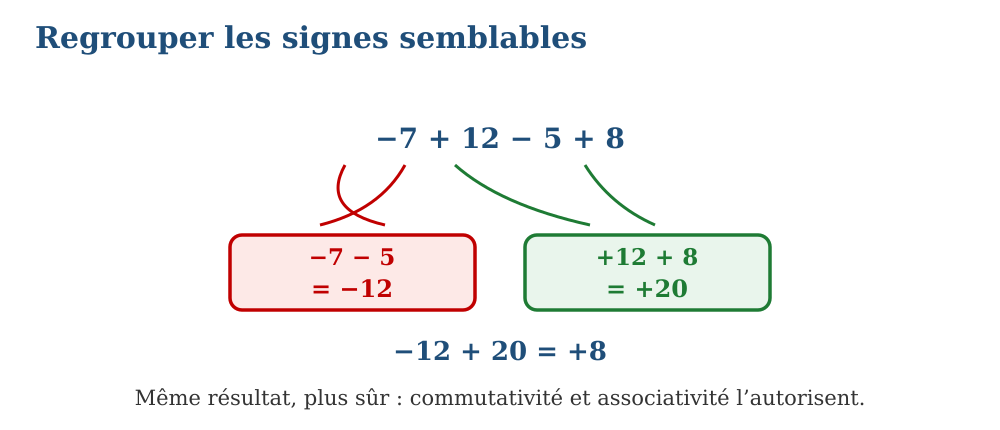 Regrouper les signes semblables
−7 + 12 − 5 + 8
−7 − 5
= −12
+12 + 8
= +20
−12 + 20 = +8
Même résultat, plus sûr : commutativité et associativité l’autorisent.